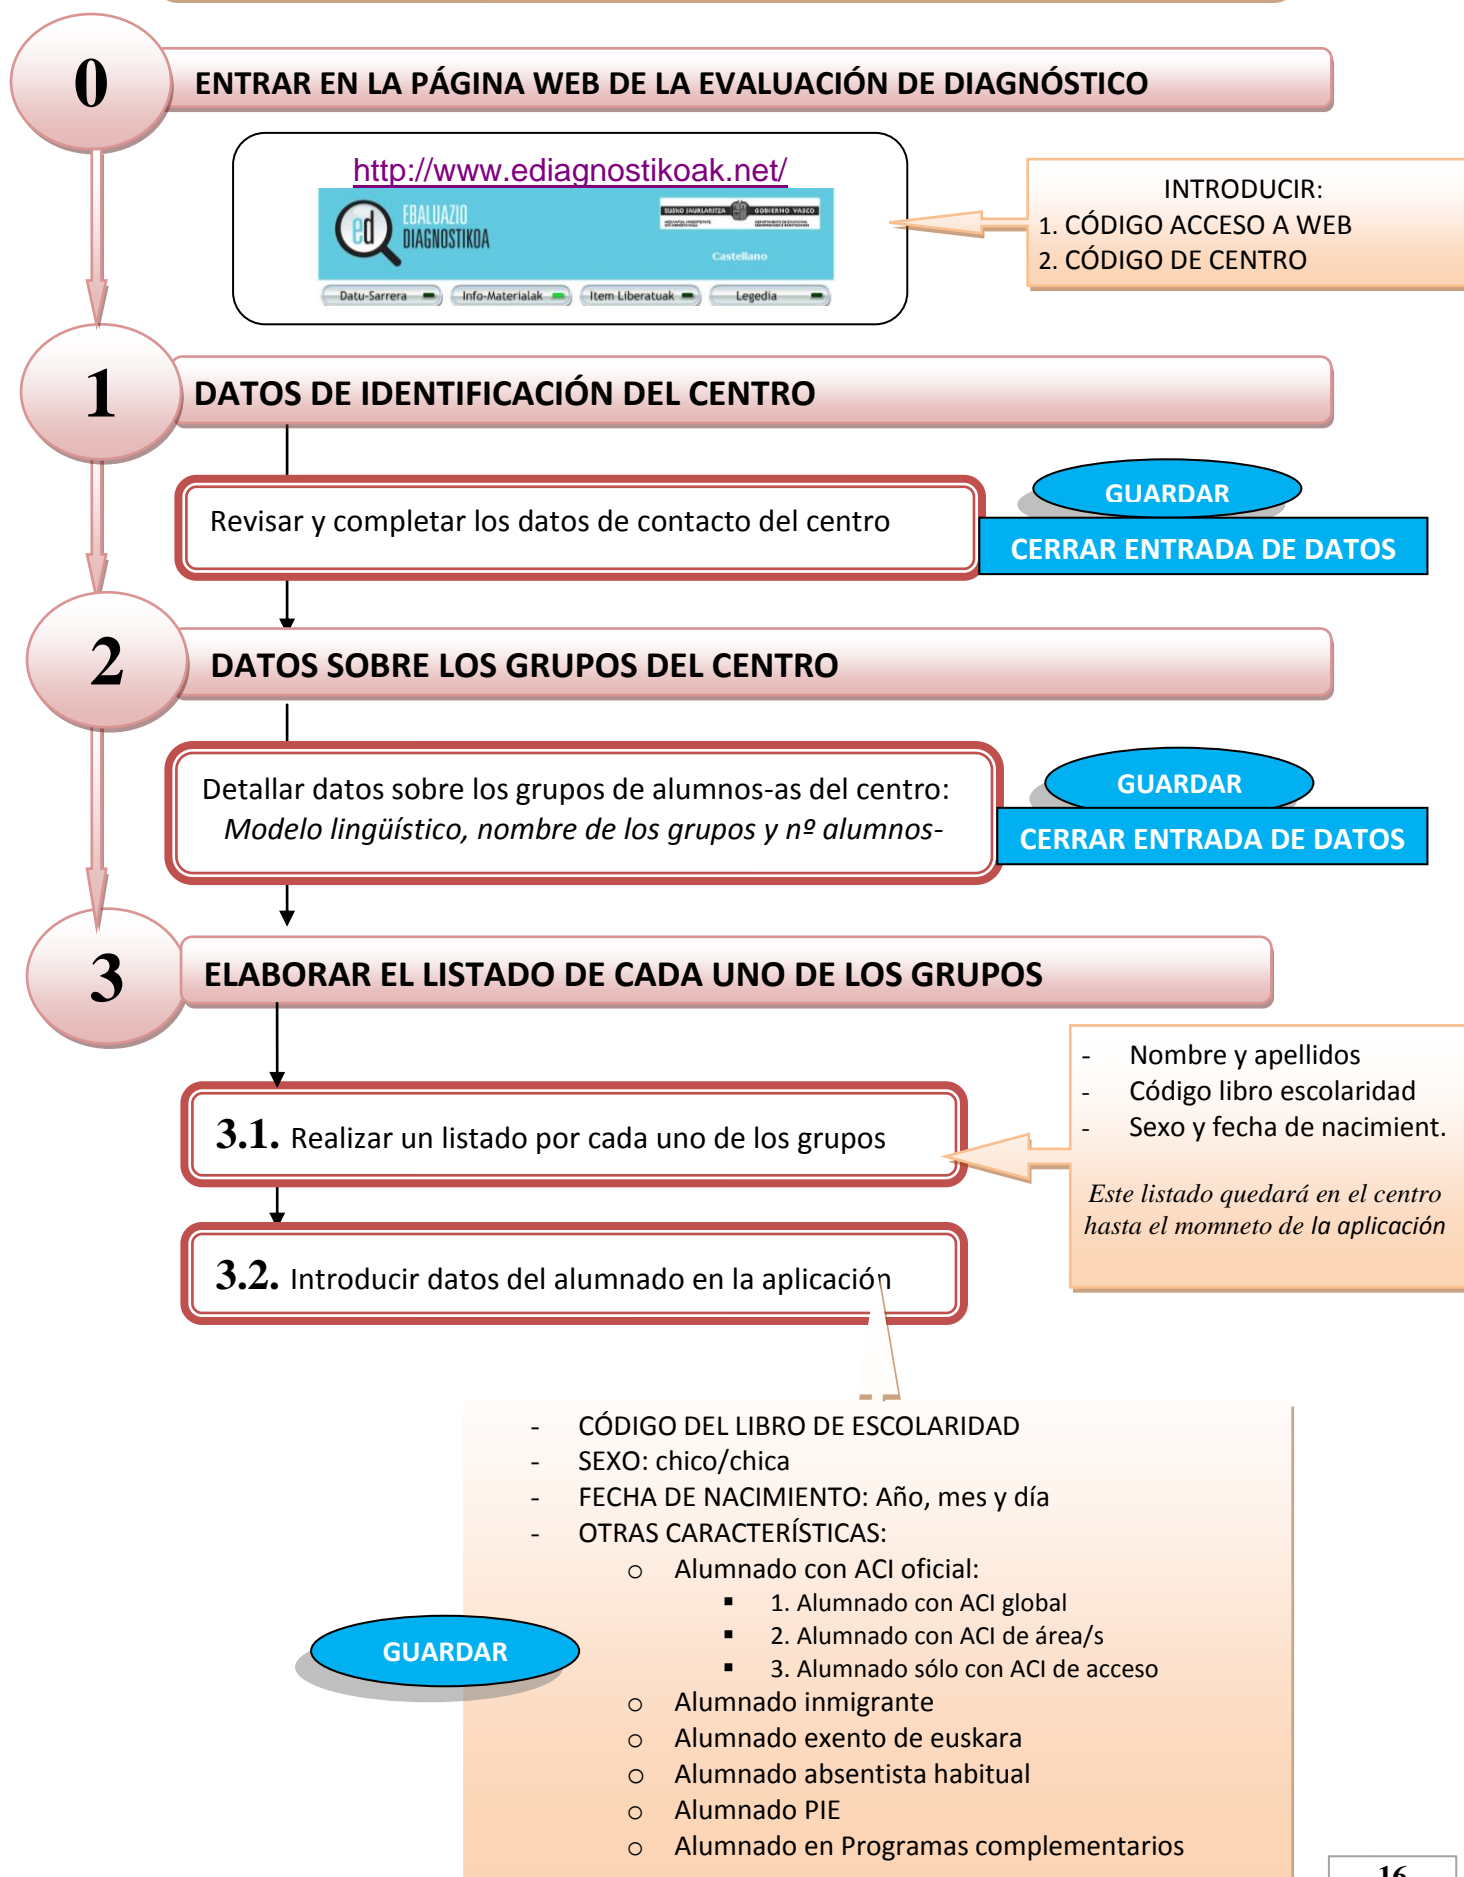 0
ENTRAR EN LA PÁGINA WEB DE LA EVALUACIÓN DE DIAGNÓSTICO
http://www.ediagnostikoak.net/
ed
EBALUAZIO
DIAGNOSTIKOA
EUSKO JAURLARITZA
GOBIERNO VASCO
Castellano
Datu-Sarrera
Info-Materialak
Item Liberatuak
Legedia
INTRODUCIR:
1. CÓDIGO ACCESO A WEB
2. CÓDIGO DE CENTRO
1
DATOS DE IDENTIFICACIÓN DEL CENTRO
Revisar y completar los datos de contacto del centro
GUARDAR
CERRAR ENTRADA DE DATOS
2
DATOS SOBRE LOS GRUPOS DEL CENTRO
Detallar datos sobre los grupos de alumnos-as del centro:
Modelo lingüístico, nombre de los grupos y nº alumnos-
GUARDAR
CERRAR ENTRADA DE DATOS
3
ELABORAR EL LISTADO DE CADA UNO DE LOS GRUPOS
3.1. Realizar un listado por cada uno de los grupos
- Nombre y apellidos
- Código libro escolaridad
- Sexo y fecha de nacimient.
Este listado quedará en el centro
hasta el momneto de la aplicación
3.2. Introducir datos del alumnado en la aplicación
- CÓDIGO DEL LIBRO DE ESCOLARIDAD
- SEXO: chico/chica
- FECHA DE NACIMIENTO: Año, mes y día
- OTRAS CARACTERÍSTICAS:
o Alumnado con ACI oficial:
▪ 1. Alumnado con ACI global
▪ 2. Alumnado con ACI de área/s
▪ 3. Alumnado sólo con ACI de acceso
o Alumnado inmigrante
o Alumnado exento de euskara
o Alumnado absentista habitual
o Alumnado PIE
o Alumnado en Programas complementarios
GUARDAR
16